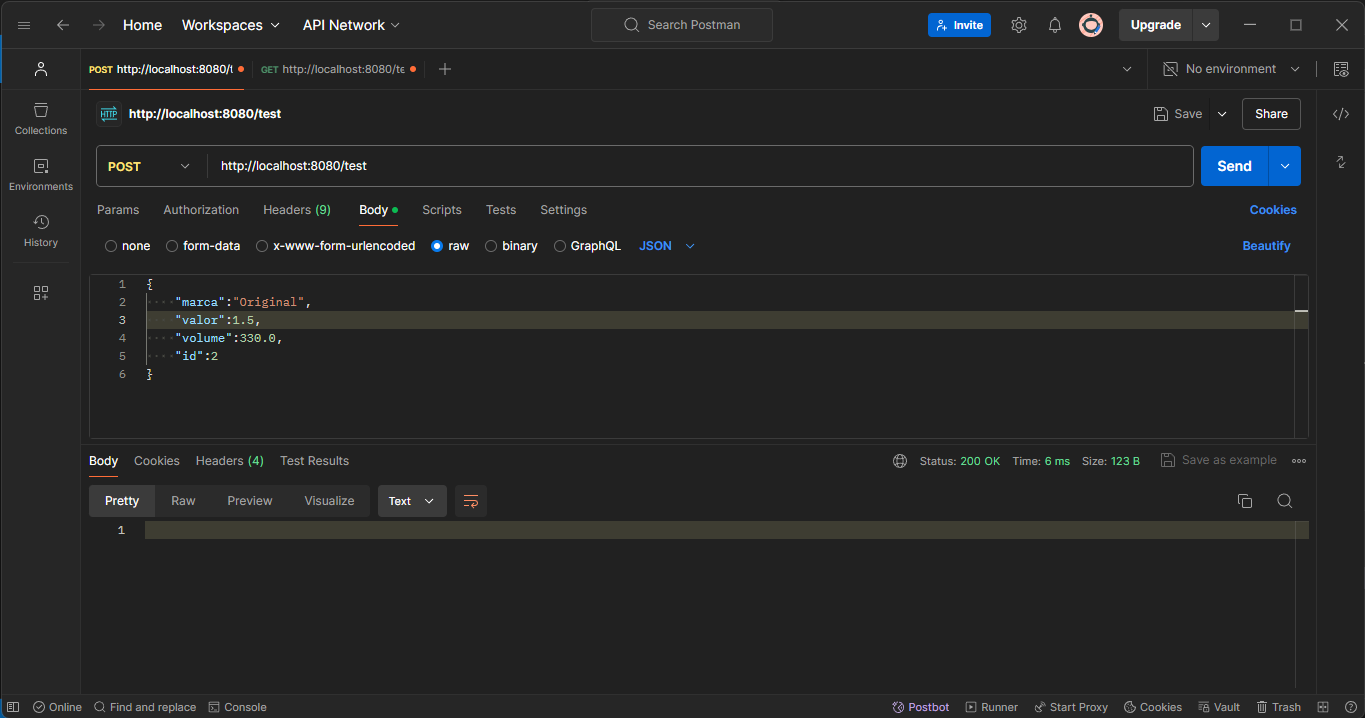 Home Workspaces API Network Search Postman Invite Upgrade
POST http://localhost:8080/t GET http://localhost:8080/te No environment
HTTP http://localhost:8080/test Save Share
POST http://localhost:8080/test Send
Params Authorization Headers (9) Body Scripts Tests Settings Cookies
none form-data x-www-form-urlencoded raw binary GraphQL JSON Beautify
Collections
Environments
History
1 {
2 "marca":"Original",
3 "valor":1.5,
4 "volume":330.0,
5 "id":2
6 }
Body Cookies Headers (4) Test Results Status: 200 OK Time: 6 ms Size: 123 B Save as example
Pretty Raw Preview Visualize Text
1
Online Find and replace Console Postbot Runner Start Proxy Cookies Vault Trash